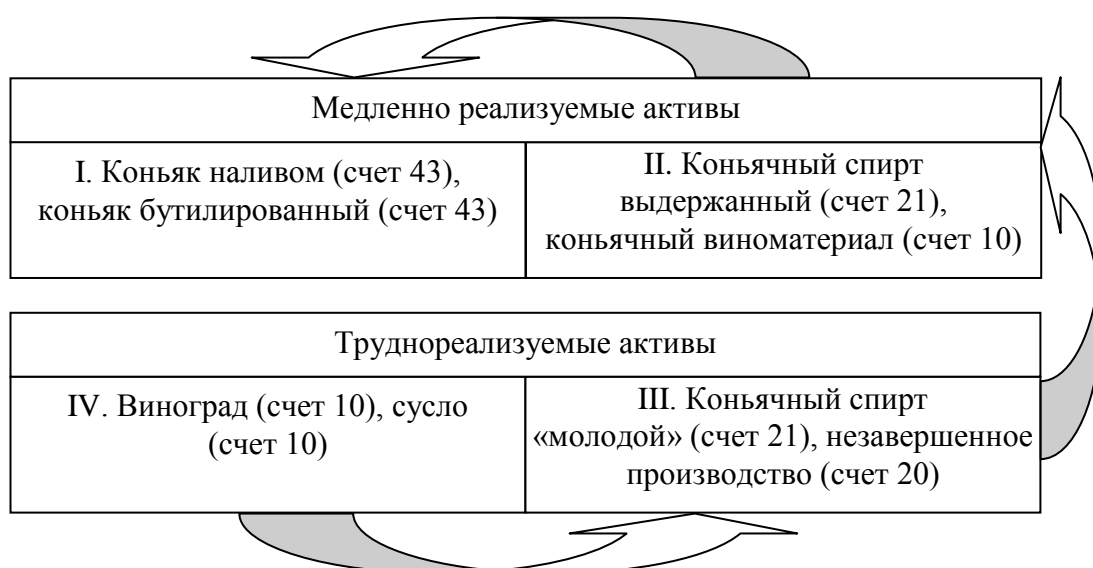 Медленно реализуемые активы
I. Коньяк наливом (счет 43),
коньяк бутилированный (счет 43)
II. Коньячный спирт
выдержанный (счет 21),
коньячный виноматериал (счет 10)
Труднореализуемые активы
IV. Виноград (счет 10), сусло
(счет 10)
III. Коньячный спирт
«молодой» (счет 21), незавершенное
производство (счет 20)